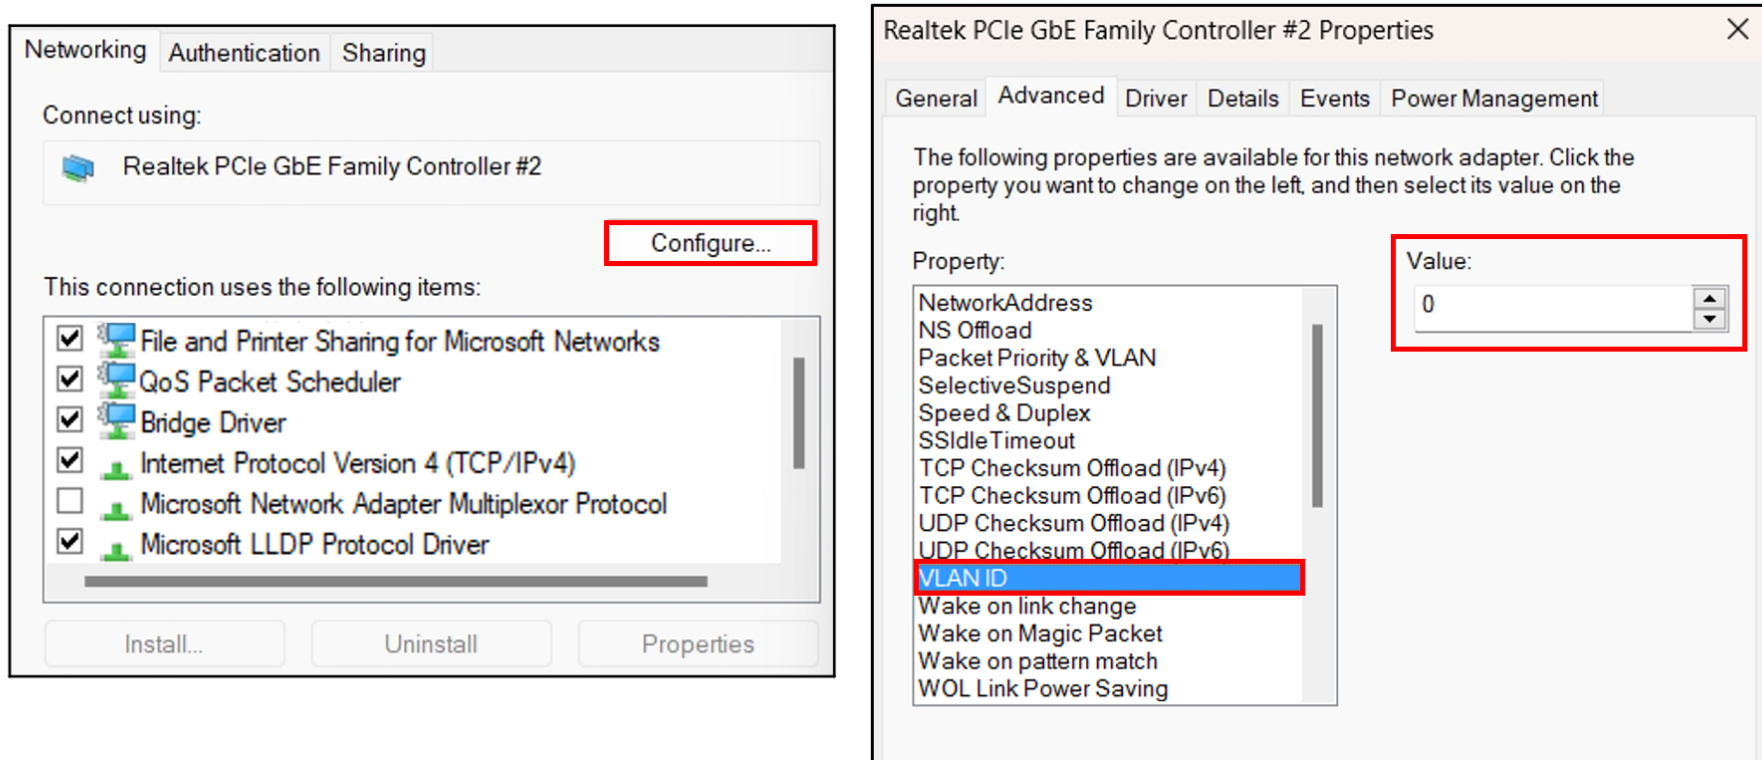 Networking Authentication Sharing
Connect using:
Realtek PCIe GbE Family Controller #2
Configure...
This connection uses the following items:
File and Printer Sharing for Microsoft Networks
QoS Packet Scheduler
Bridge Driver
Internet Protocol Version 4 (TCP/IPv4)
Microsoft Network Adapter Multiplexor Protocol
Microsoft LLDP Protocol Driver
Install... Uninstall Properties
Realtek PCIe GbE Family Controller #2 Properties
General Advanced Driver Details Events Power Management
The following properties are available for this network adapter. Click the
property you want to change on the left, and then select its value on the
right.
Property:
NetworkAddress
NS Offload
Packet Priority & VLAN
SelectiveSuspend
Speed & Duplex
SSIdleTimeout
TCP Checksum Offload (IPv4)
TCP Checksum Offload (IPv6)
UDP Checksum Offload (IPv4)
UDP Checksum Offload (IPv6)
VLAN ID
Wake on link change
Wake on Magic Packet
Wake on pattern match
WOL Link Power Saving
Value:
0